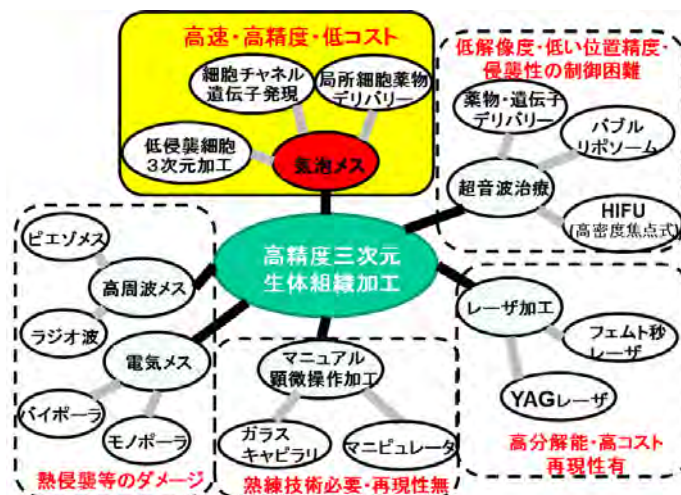 高速・高精度・低コスト
細胞チャネル
遺伝子発現
局所細胞薬物
デリバリー
低侵襲細胞
3次元加工
気泡メス
低解像度・低い位置精度・
侵襲性の制御困難
薬物・遺伝子
デリバリー
バブル
リポソーム
超音波治療
HIFU
(高密度焦点式)
高精度三次元
生体組織加工
ピエゾメス
高周波メス
ラジオ波
電気メス
バイポーラ
モノポーラ
熱侵襲等のダメージ
マニュアル
顕微操作加工
ガラス
キャピラリ
マニピュレータ
熟練技術必要・再現性無
レーザ加工
フェムト秒
レーザ
YAGレーザ
高分解能・高コスト
再現性有